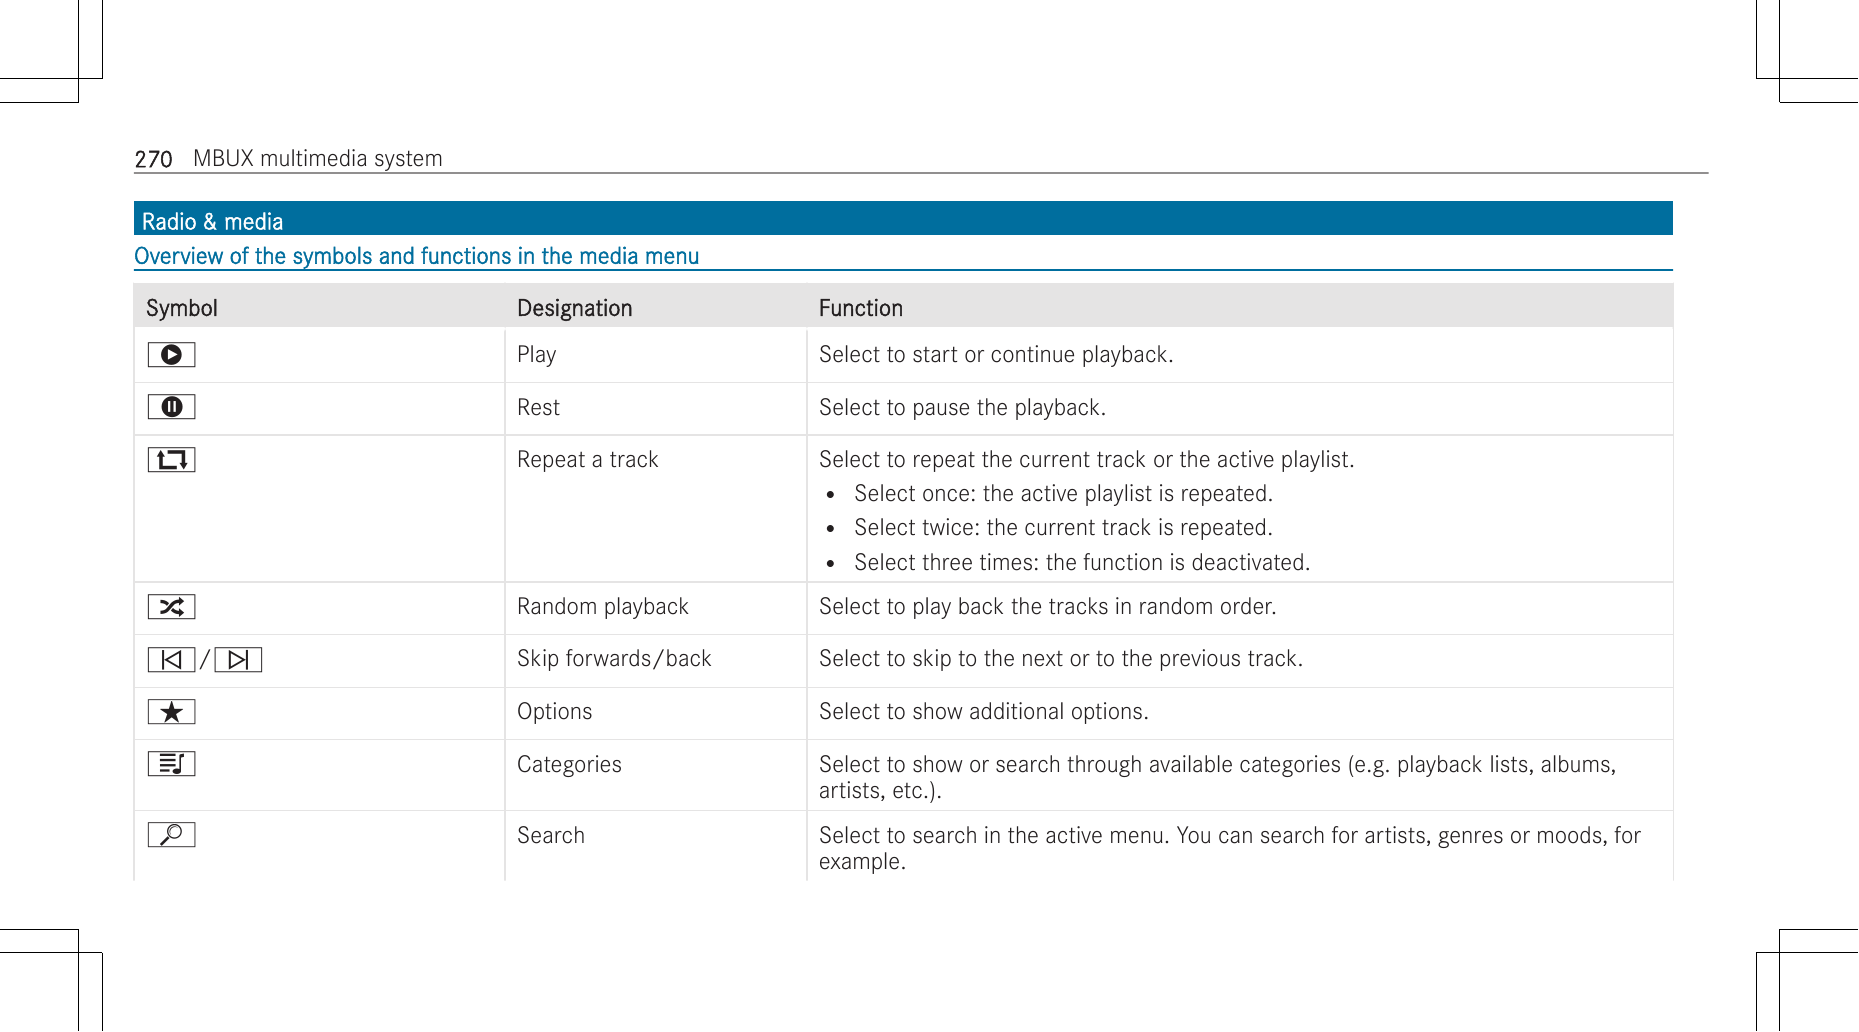 270 MBUX multimedia system
Radio & media
Overview of the symbols and functions in the media menu
Symbol Designation Function
Play Select to start or continue playback.
Rest Select to pause the playback.
Repeat a track Select to repeat the current track or the active playlist.
• Select once: the active playlist is repeated.
• Select twice: the current track is repeated.
• Select three times: the function is deactivated.
Random playback Select to play back the tracks in random order.
/ Skip forwards/back Select to skip to the next or to the previous track.
Options Select to show additional options.
Categories Select to show or search through available categories (e.g. playback lists, albums,
artists, etc.).
Search Select to search in the active menu. You can search for artists, genres or moods, for
example.